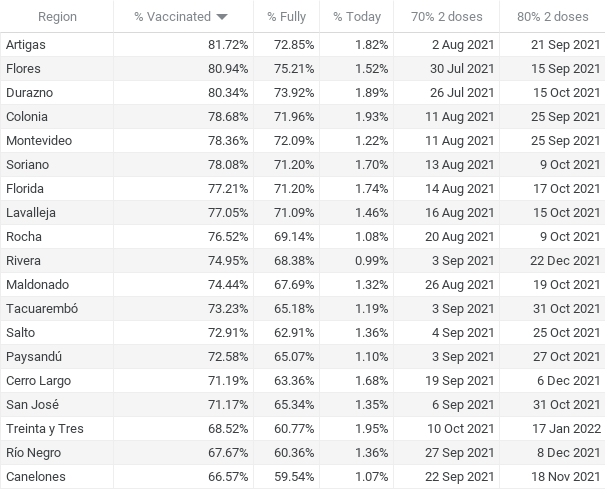 Region % Vaccinated % Fully % Today 70% 2 doses 80% 2 doses
Artigas 81.72% 72.85% 1.82% 2 Aug 2021 21 Sep 2021
Flores 80.94% 75.21% 1.52% 30 Jul 2021 15 Sep 2021
Durazno 80.34% 73.92% 1.89% 26 Jul 2021 15 Oct 2021
Colonia 78.68% 71.96% 1.93% 11 Aug 2021 25 Sep 2021
Montevideo 78.36% 72.09% 1.22% 11 Aug 2021 25 Sep 2021
Soriano 78.08% 71.20% 1.70% 13 Aug 2021 9 Oct 2021
Florida 77.21% 71.20% 1.74% 14 Aug 2021 17 Oct 2021
Lavalleja 77.05% 71.09% 1.46% 16 Aug 2021 15 Oct 2021
Rocha 76.52% 69.14% 1.08% 20 Aug 2021 9 Oct 2021
Rivera 74.95% 68.38% 0.99% 3 Sep 2021 22 Dec 2021
Maldonado 74.44% 67.69% 1.32% 26 Aug 2021 19 Oct 2021
Tacuarembó 73.23% 65.18% 1.19% 3 Sep 2021 31 Oct 2021
Salto 72.91% 62.91% 1.36% 4 Sep 2021 25 Oct 2021
Paysandú 72.58% 65.07% 1.10% 3 Sep 2021 27 Oct 2021
Cerro Largo 71.19% 63.36% 1.68% 19 Sep 2021 6 Dec 2021
San José 71.17% 65.34% 1.35% 6 Sep 2021 31 Oct 2021
Treinta y Tres 68.52% 60.77% 1.95% 10 Oct 2021 17 Jan 2022
Río Negro 67.67% 60.36% 1.36% 27 Sep 2021 8 Dec 2021
Canelones 66.57% 59.54% 1.07% 22 Sep 2021 18 Nov 2021